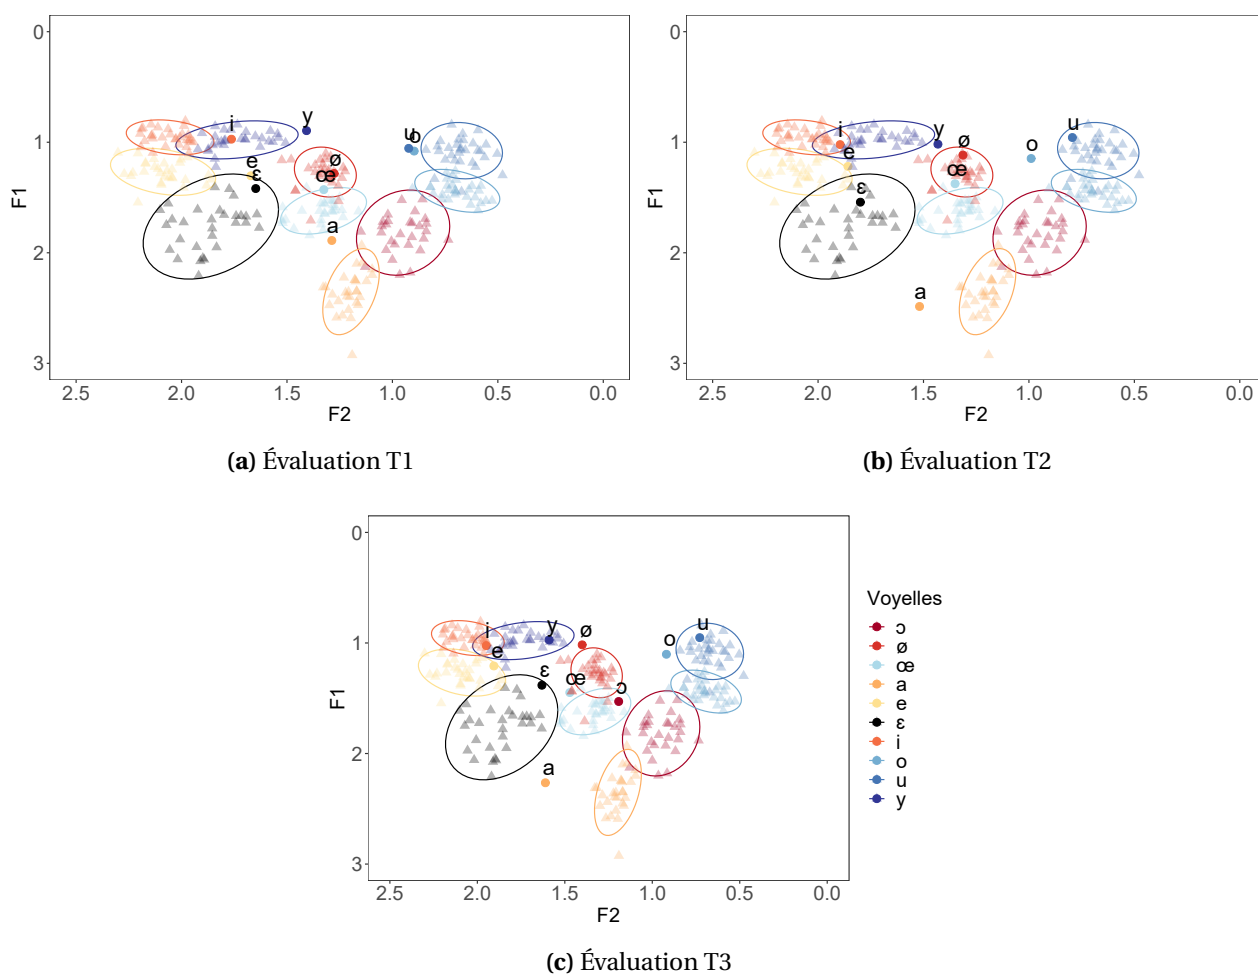 0
1
2
3
F1
i
y
u
o
e
ε
ø
œ
a
2.5 2.0 1.5 1.0 0.5 0.0
F2
(a) Évaluation T1
0
1
2
3
F1
i
y
u
e
o
ø
œ
ε
a
2.5 2.0 1.5 1.0 0.5 0.0
F2
(b) Évaluation T2
0
1
2
3
F1
i
y
ø
o
u
e
ε
œ
ɔ
a
2.5 2.0 1.5 1.0 0.5 0.0
F2
Voyelles
ɔ
ø
œ
a
e
ε
i
o
u
y
(c) Évaluation T3